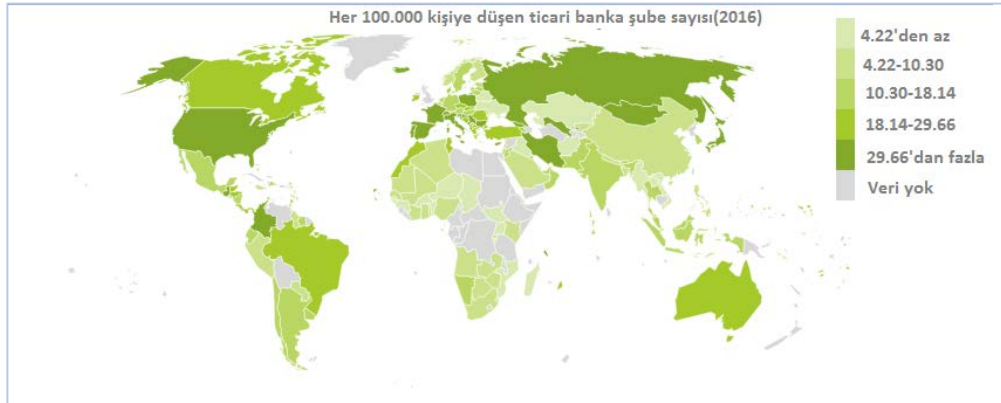 Her 100.000 kişiye düşen ticari banka şube sayısı(2016)
4.22'den az
4.22-10.30
10.30-18.14
18.14-29.66
29.66'dan fazla
Veri yok